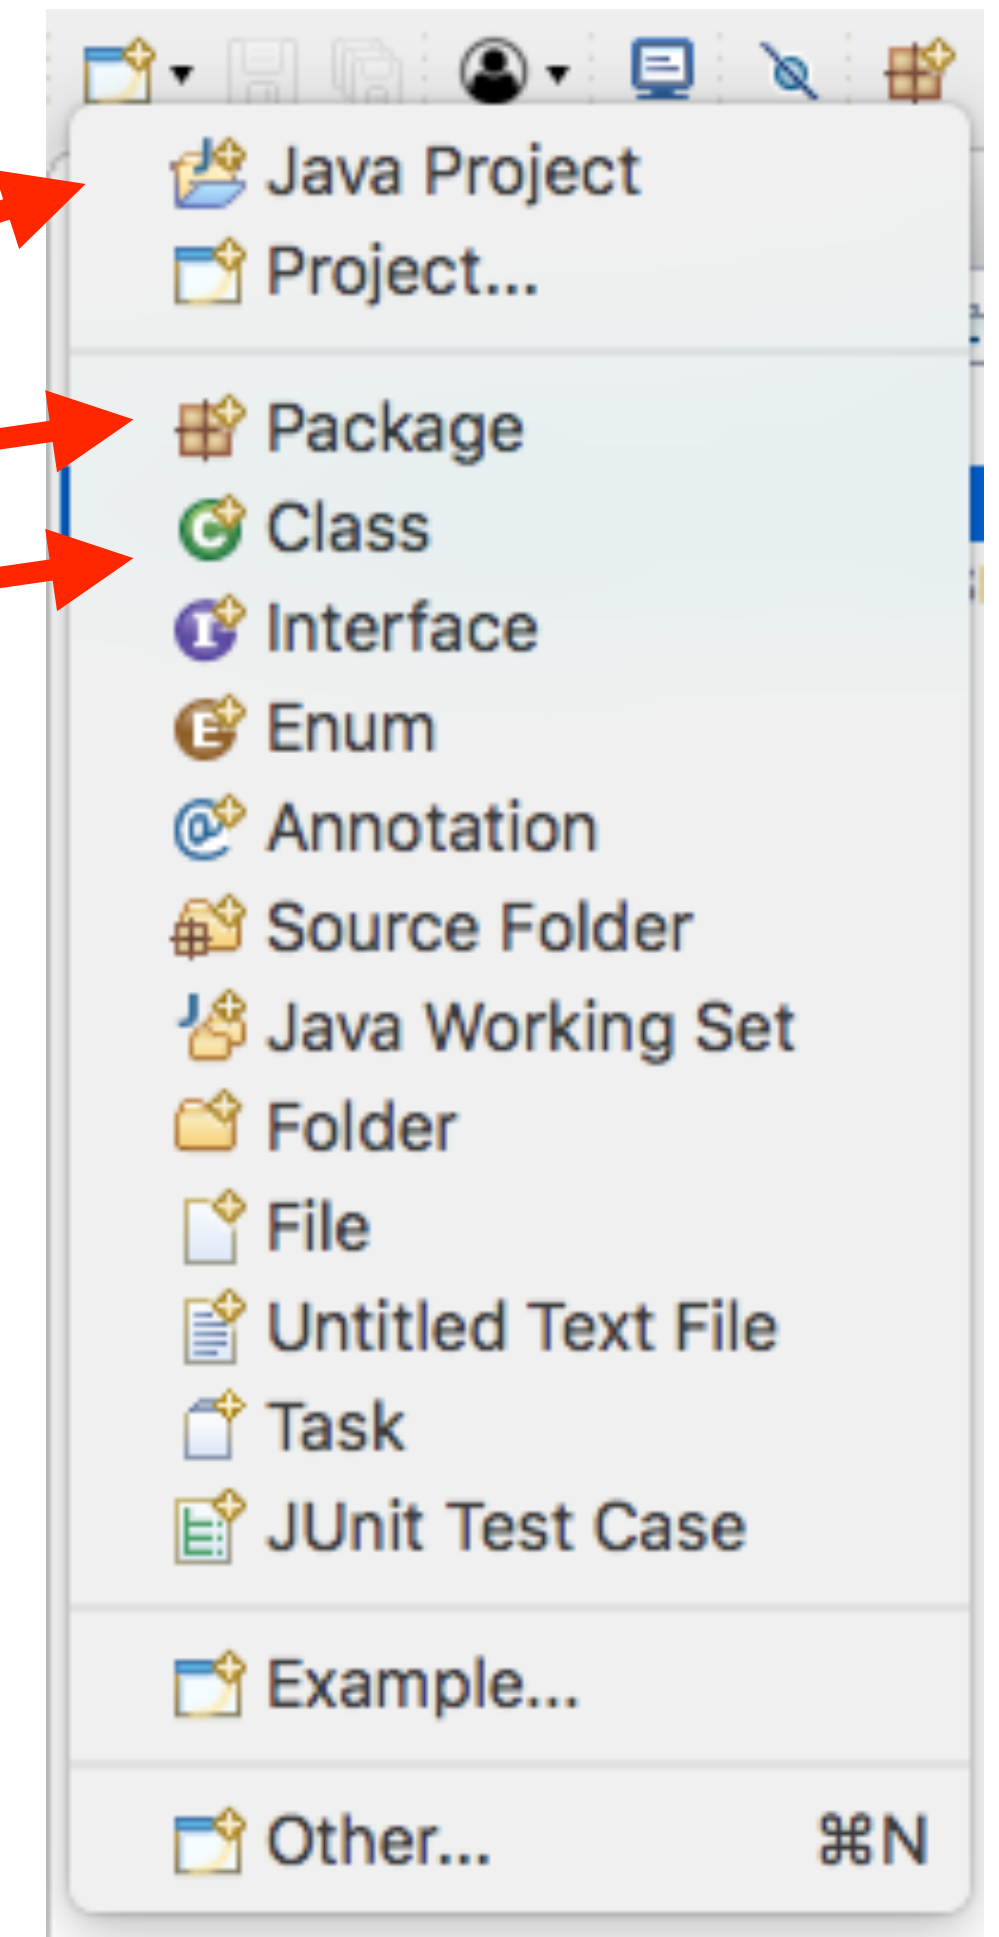 Java Project
Project...
Package
Class
Interface
Enum
Annotation
Source Folder
Java Working Set
Folder
File
Untitled Text File
Task
JUnit Test Case
Example...
Other... ⌘N